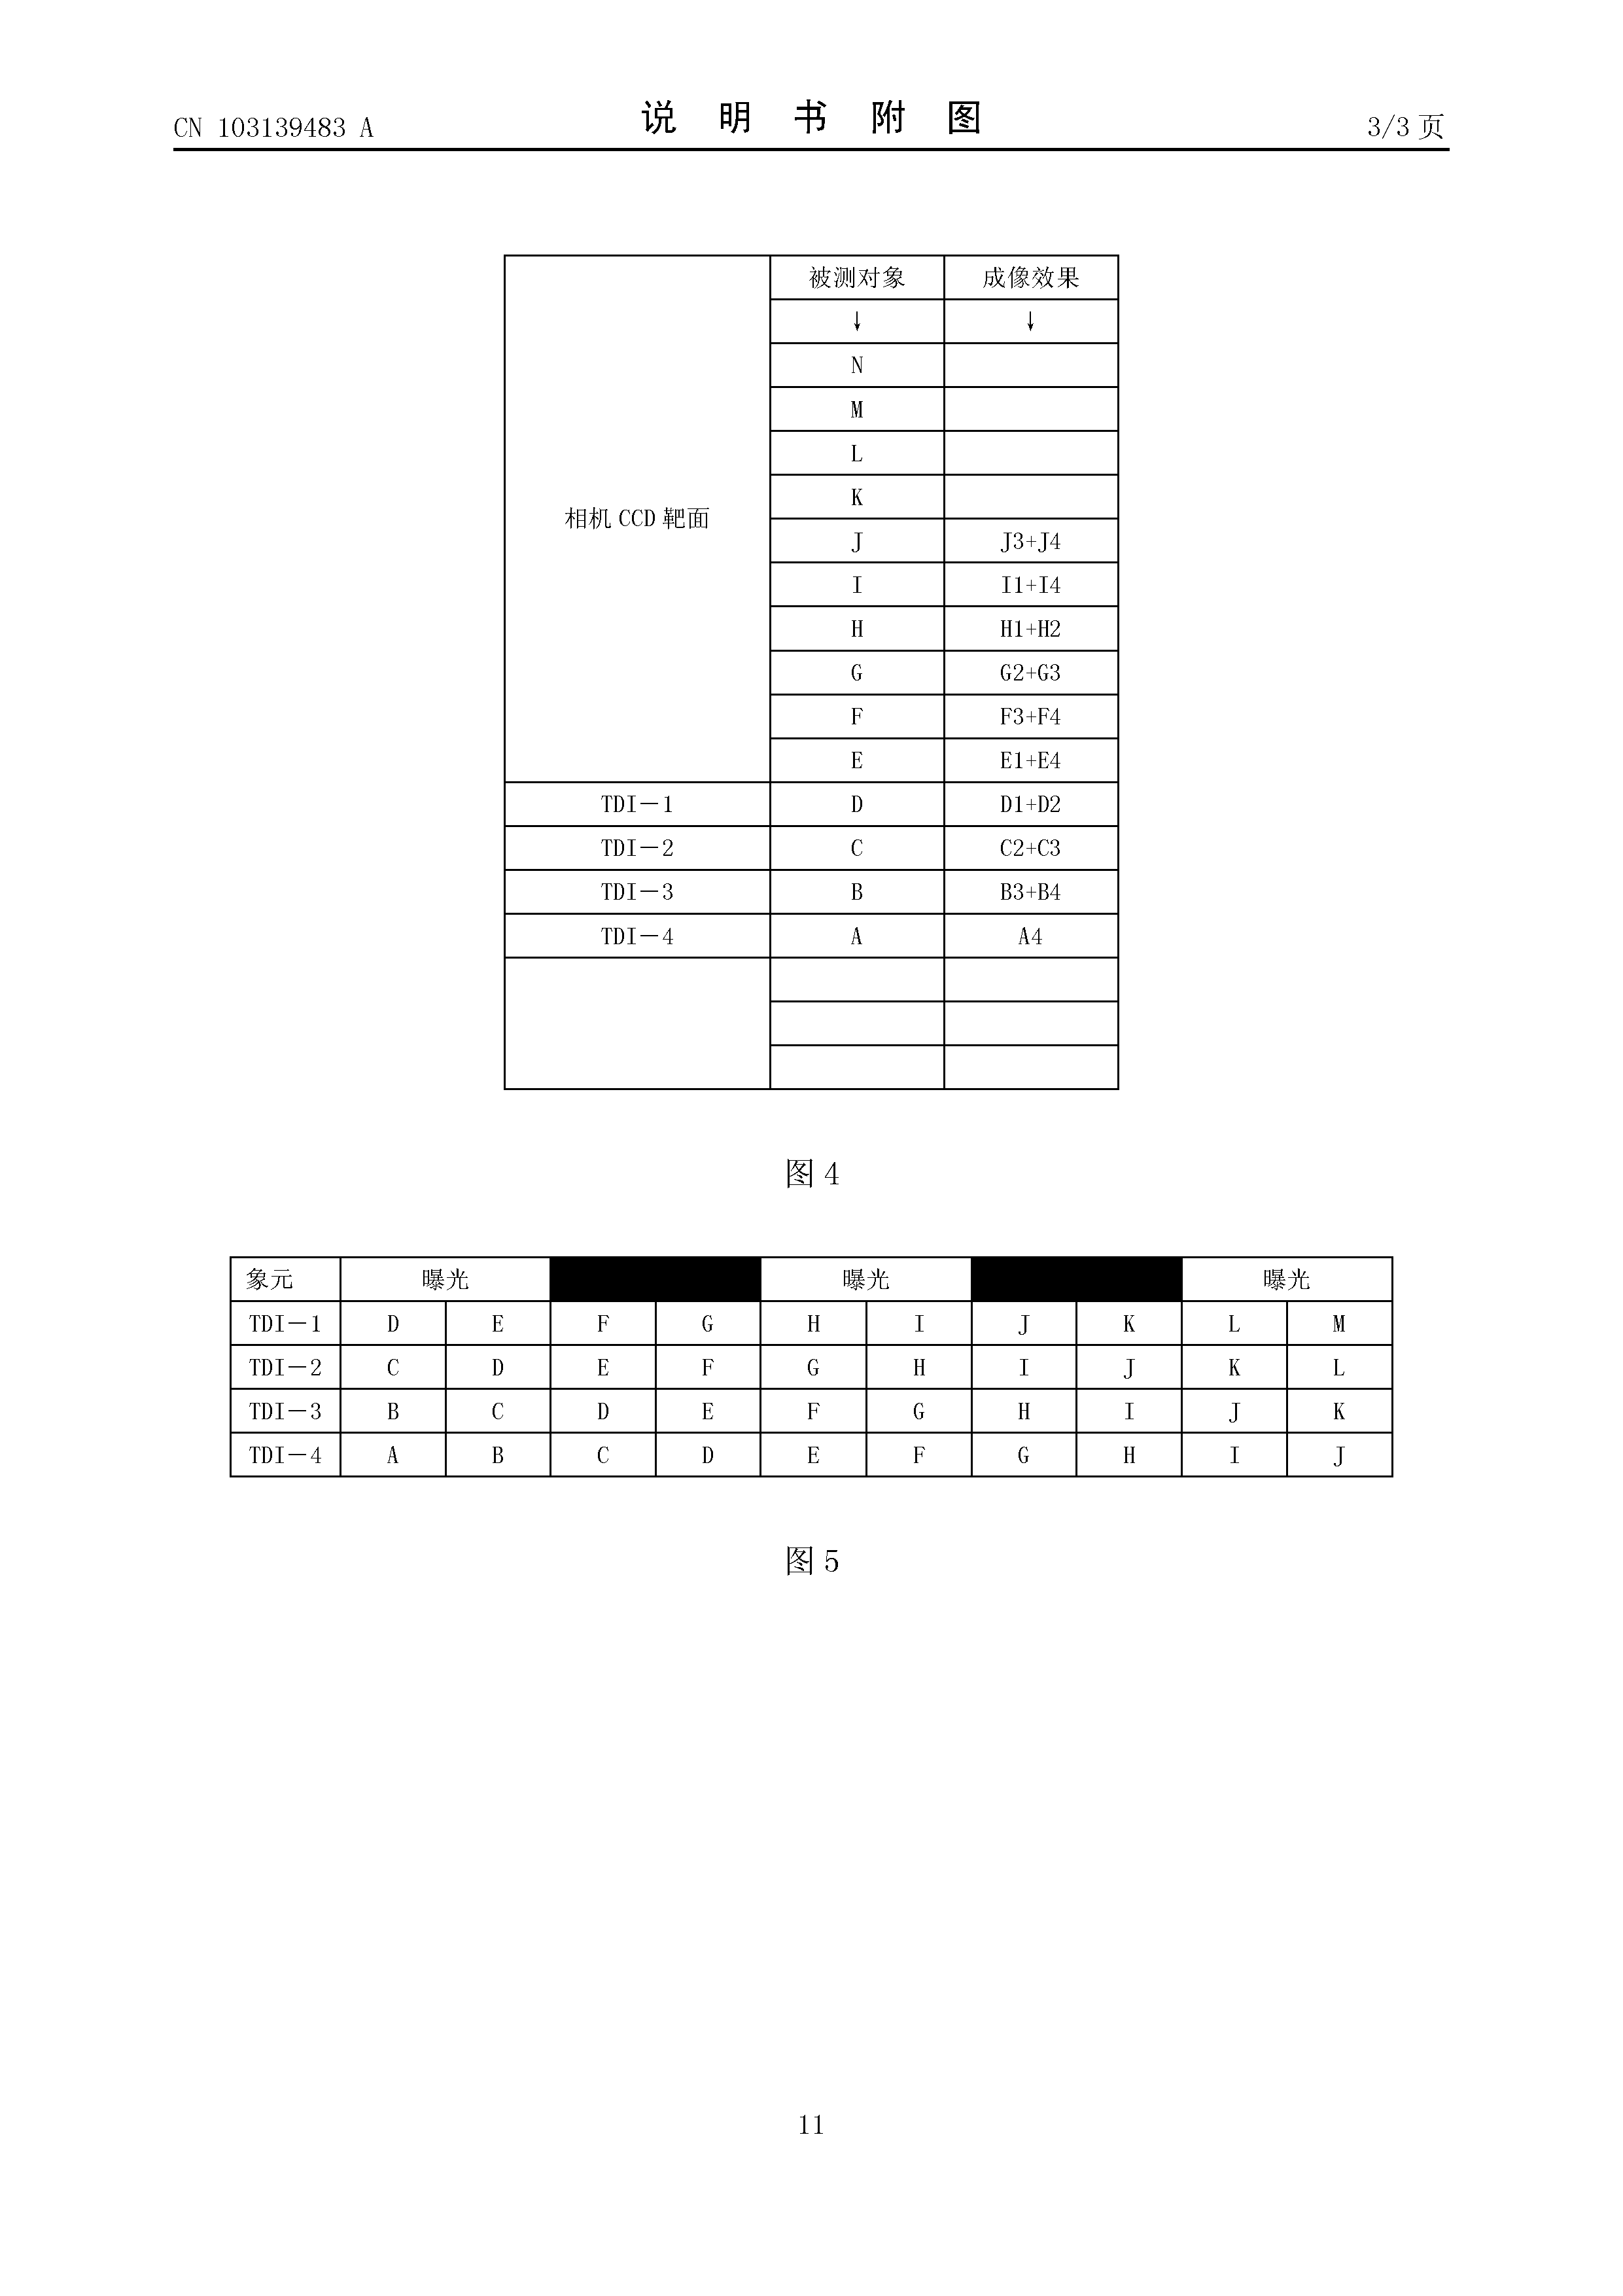 CN 103139483 A 说 明 书 附 图 3/3 页
被测对象 成像效果
↓ ↓
N
M
L
K
相机 CCD 靶面
J J3+J4
I I1+I4
H H1+H2
G G2+G3
F F3+F4
E E1+E4
TDI－1 D D1+D2
TDI－2 C C2+C3
TDI－3 B B3+B4
TDI－4 A A4
图 4
象元 曝光 曝光 曝光
TDI－1 D E F G H I J K L M
TDI－2 C D E F G H I J K L
TDI－3 B C D E F G H I J K
TDI－4 A B C D E F G H I J
图 5
11